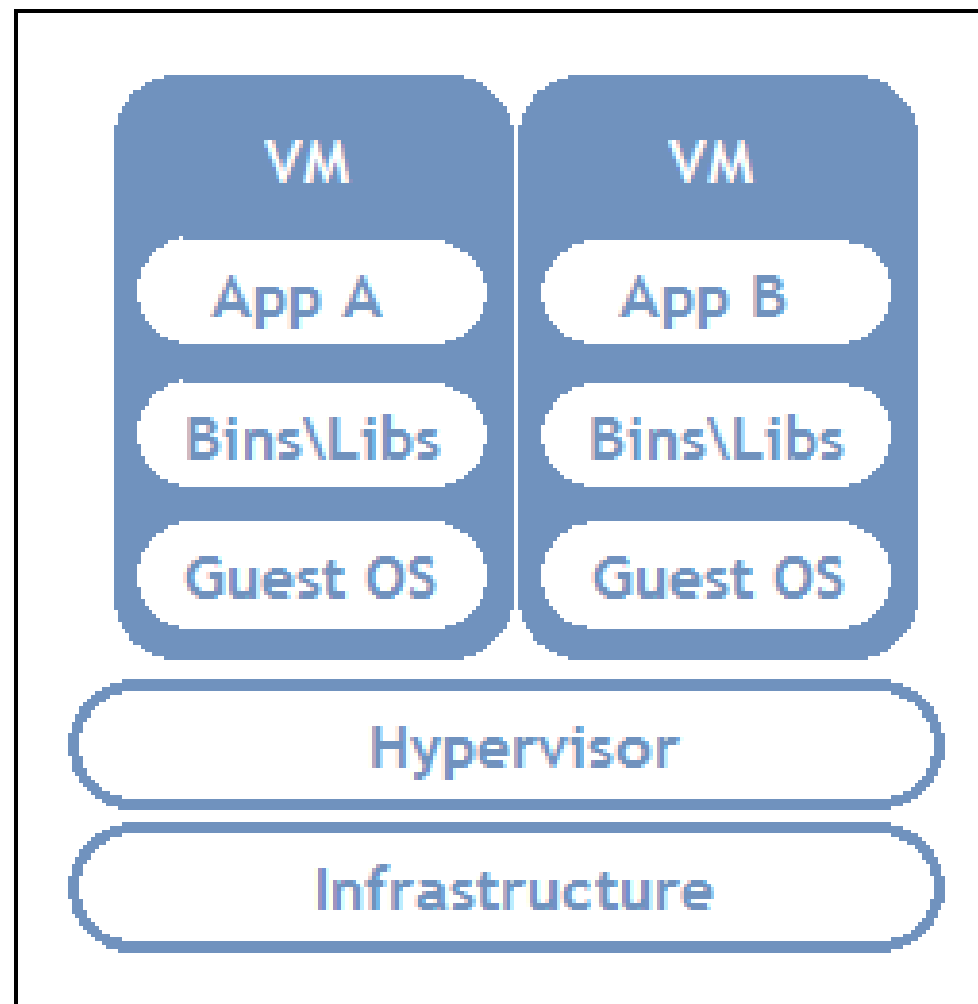 VM
App A
Bins\Libs
Guest OS
VM
App B
Bins\Libs
Guest OS
Hypervisor
Infrastructure